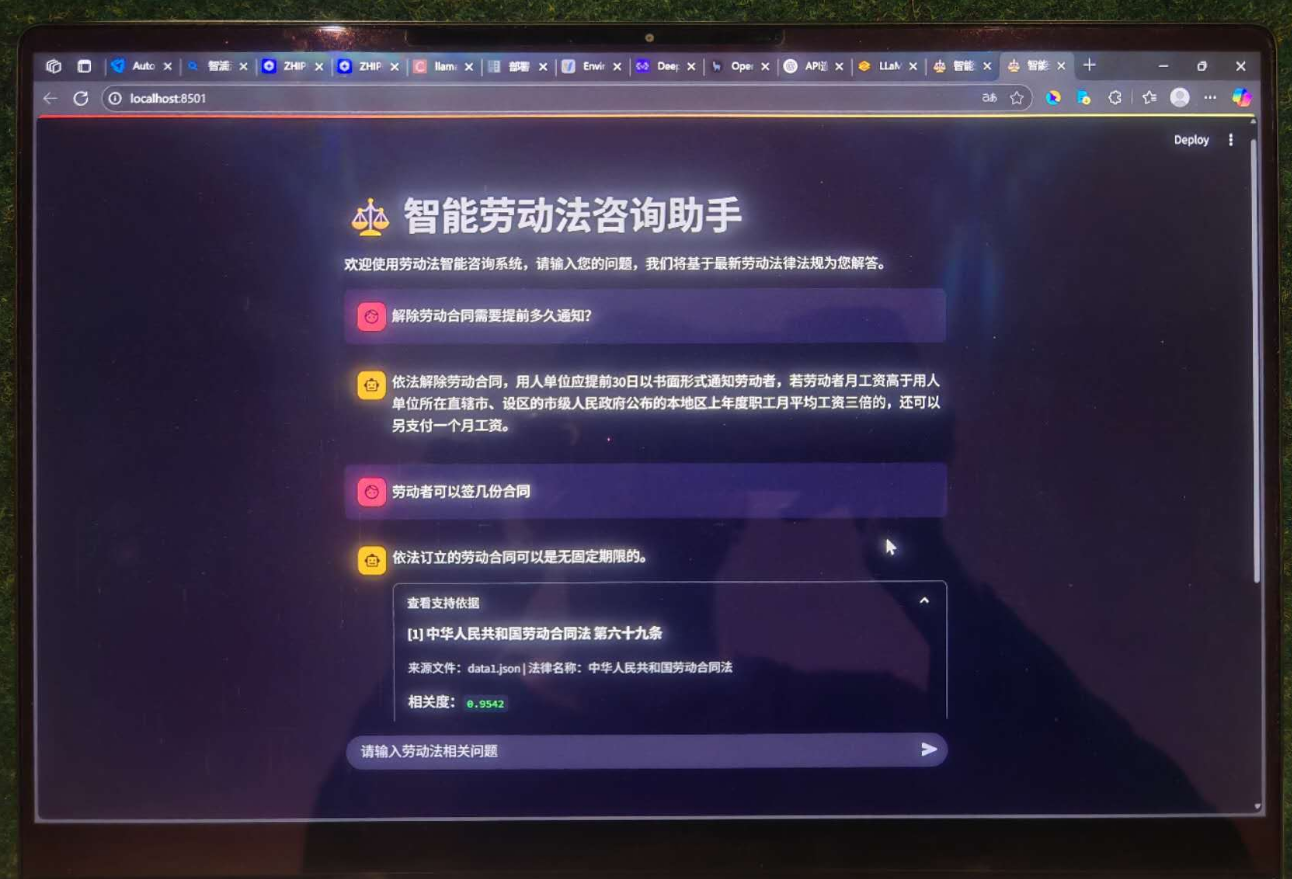 Auto
智能
ZHIP
ZHIP
llam
部署
Envir
Deep
Ope
API
LLaM
智能
智能
localhost:8501
Deploy
智能劳动法咨询助手
欢迎使用劳动法智能咨询系统，请输入您的问题，我们将基于最新劳动法律法规为您解答。
解除劳动合同需要提前多久通知?
依法解除劳动合同，用人单位应提前30日以书面形式通知劳动者，若劳动者月工资高于用人
单位所在直辖市、设区的市级人民政府公布的本地区上年度职工月平均工资三倍的，还可以
另支付一个月工资。
劳动者可以签几份合同
依法订立的劳动合同可以是无固定期限的。
查看支持依据
[1] 中华人民共和国劳动合同法 第六十九条
来源文件：data1.json | 法律名称：中华人民共和国劳动合同法
相关度：0.9542
请输入劳动法相关问题